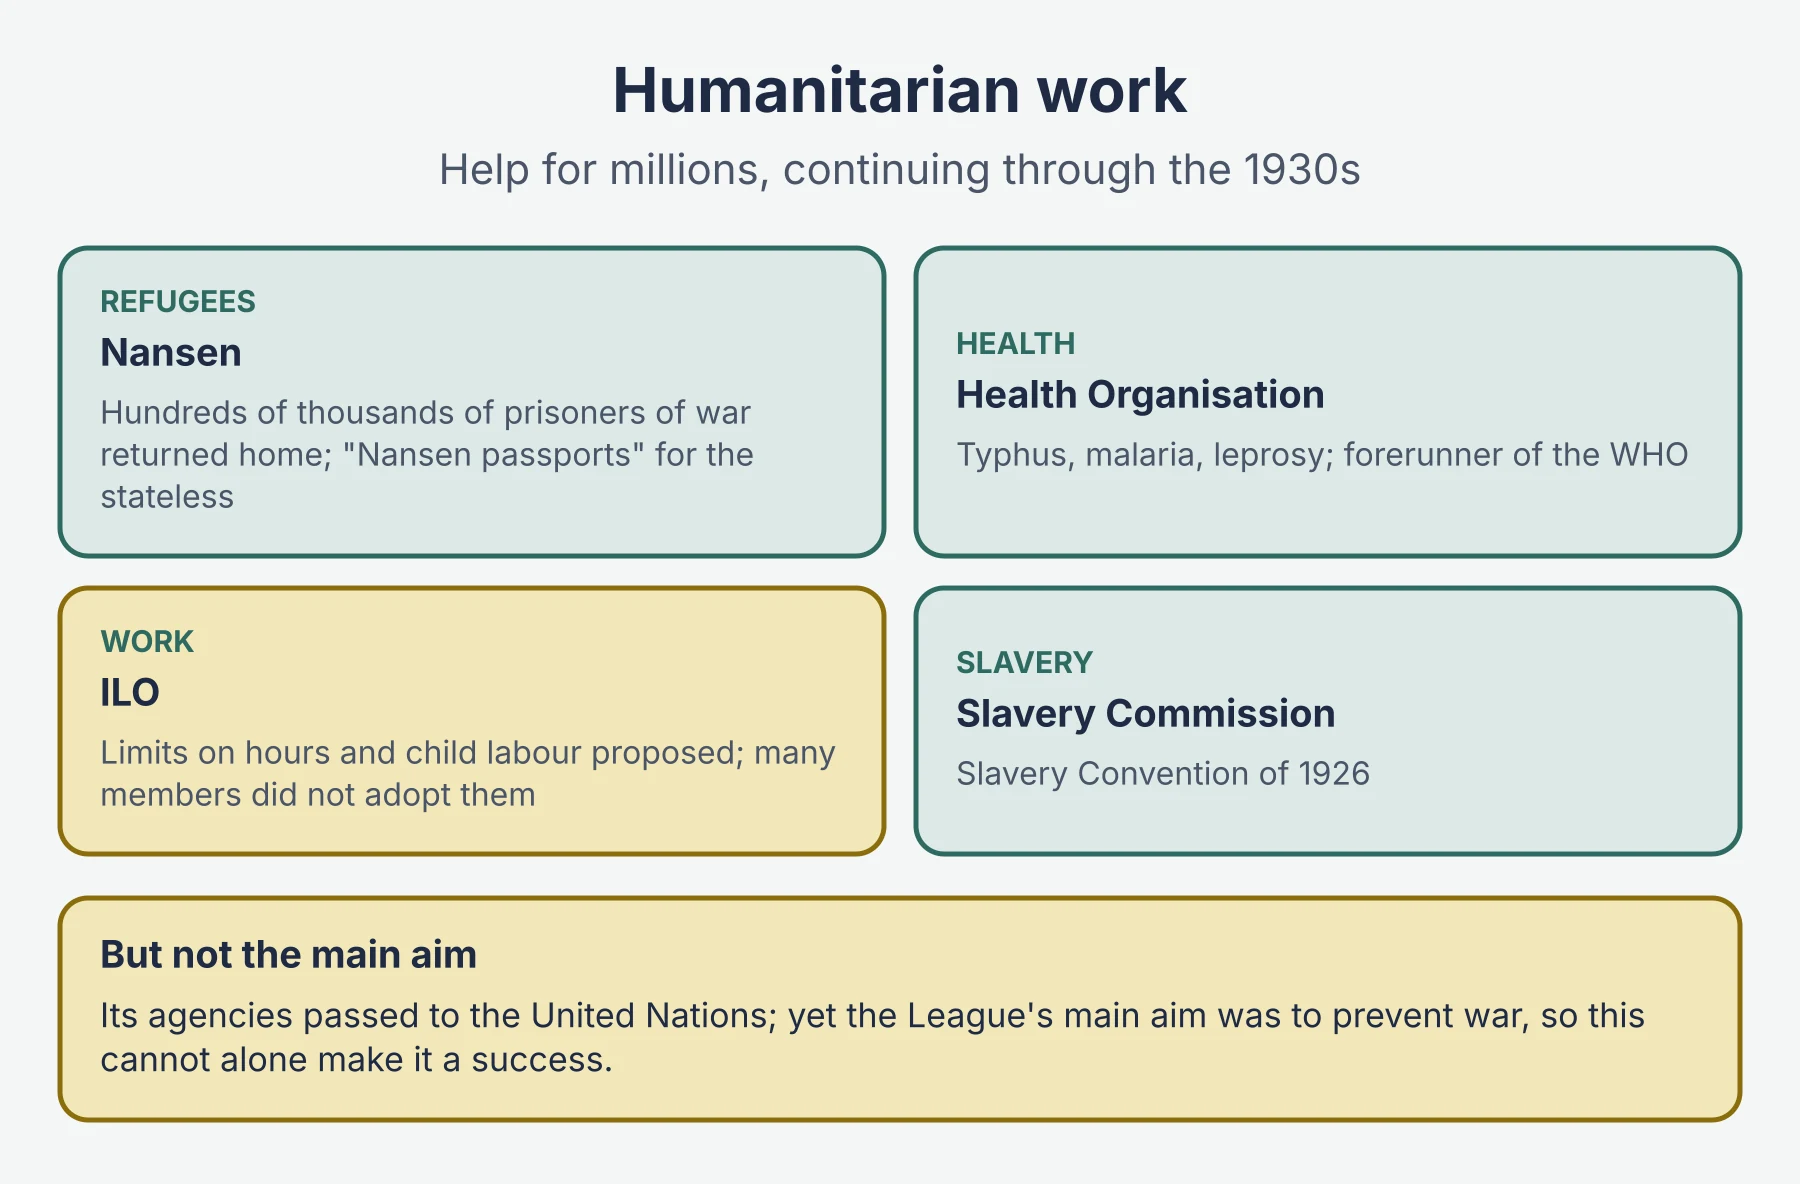 Humanitarian work
Help for millions, continuing through the 1930s
REFUGEES
Nansen
Hundreds of thousands of prisoners of war
returned home; "Nansen passports" for the
stateless
HEALTH
Health Organisation
Typhus, malaria, leprosy; forerunner of the WHO
WORK
ILO
Limits on hours and child labour proposed; many
members did not adopt them
SLAVERY
Slavery Commission
Slavery Convention of 1926
But not the main aim
Its agencies passed to the United Nations; yet the League's main aim was to prevent war, so this
cannot alone make it a success.